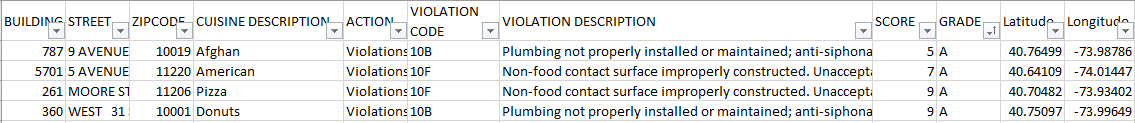 BUILDING STREET ZIPCODE CUISINE DESCRIPTION ACTION VIOLATION CODE VIOLATION DESCRIPTION SCORE GRADE Latitude Longitude
787 9 AVENUE 10019 Afghan Violations 10B Plumbing not properly installed or maintained; anti-siphona 5 A 40.76499 -73.98786
5701 5 AVENUE 11220 American Violations 10F Non-food contact surface improperly constructed. Unaccepta 7 A 40.64109 -74.01447
261 MOORE ST 11206 Pizza Violations 10F Non-food contact surface improperly constructed. Unaccepta 9 A 40.70482 -73.93402
360 WEST 31 10001 Donuts Violations 10B Plumbing not properly installed or maintained; anti-siphona 9 A 40.75097 -73.99649